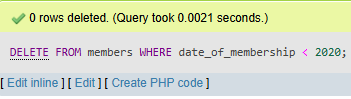 0 rows deleted. (Query took 0.0021 seconds.)
DELETE FROM members WHERE date_of_membership < 2020;
[ Edit inline ] [ Edit ] [ Create PHP code ]